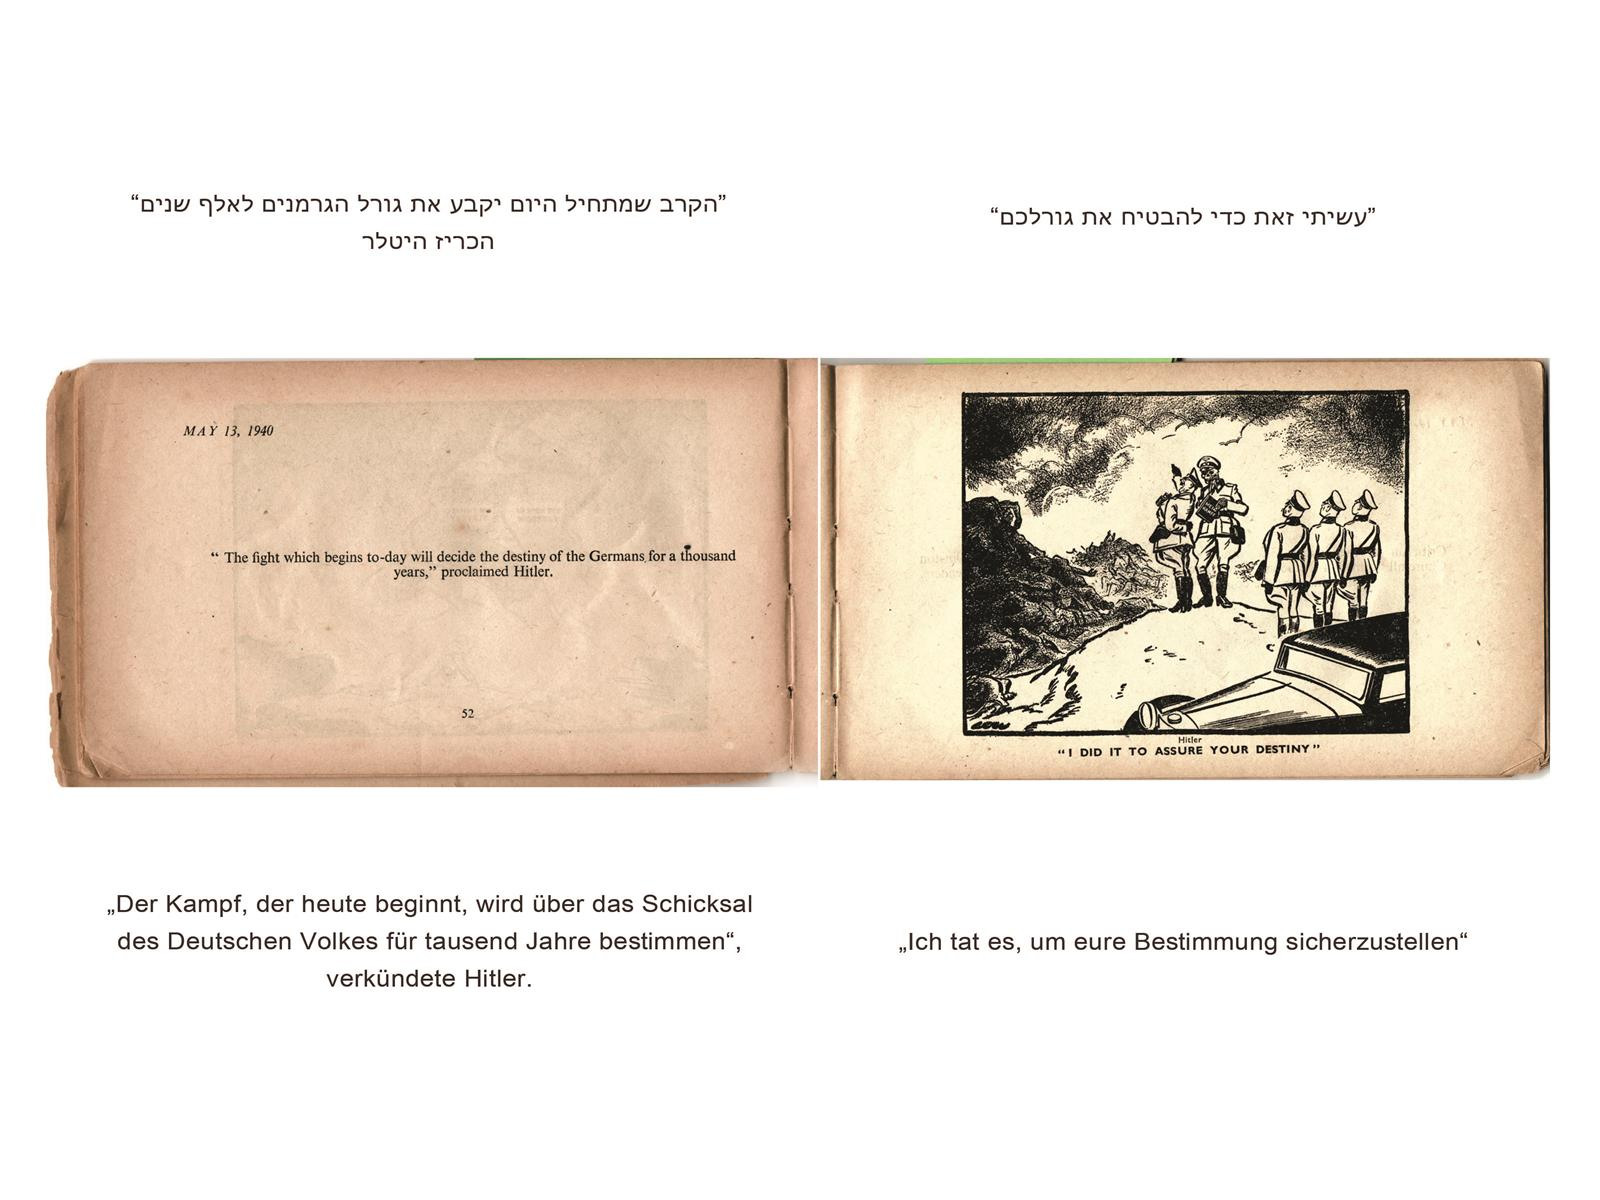 ”הקרב שמתחיל היום יקבע את גורל הגרמנים לאלף שנים“
הכריז היטלר
”עשיתי זאת כדי להבטיח את גורלכם“
MAY 13, 1940
“ The fight which begins to-day will decide the destiny of the Germans for a thousand
years,” proclaimed Hitler.
52
LOW
Hitler
“I DID IT TO ASSURE YOUR DESTINY”
„Der Kampf, der heute beginnt, wird über das Schicksal
des Deutschen Volkes für tausend Jahre bestimmen“,
verkündete Hitler.
„Ich tat es, um eure Bestimmung sicherzustellen“